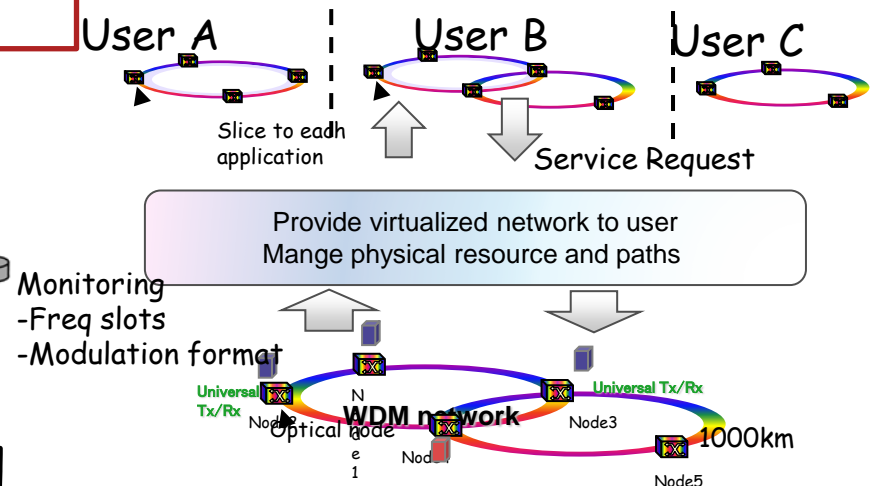 User A
User B
User C
Slice to each
application
Service Request
Provide virtualized network to user
Mange physical resource and paths
Monitoring
-Freq slots
-Modulation format
Universal
Tx/Rx
Universal Tx/Rx
Node1
WDM network
Optical node
Node3
1000km
Node5